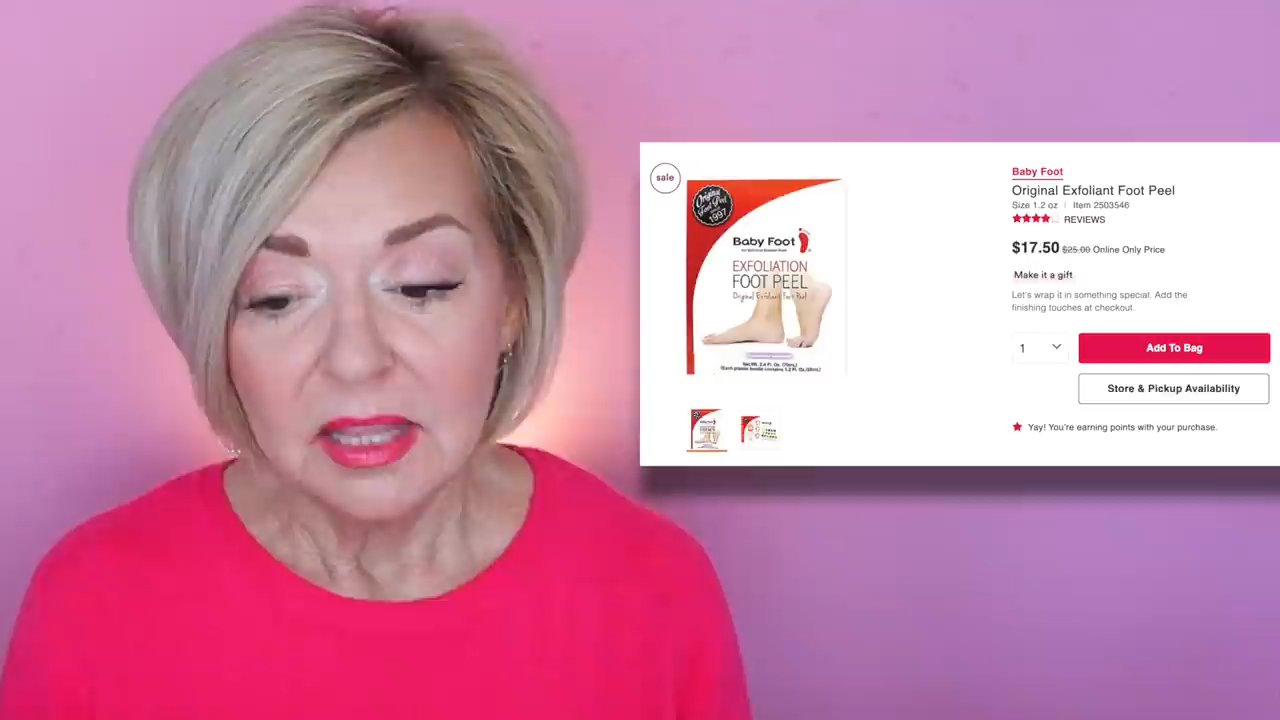 sale
Original
Foot Peel
1997
Baby Foot
EXFOLIATION
FOOT PEEL
Original Exfoliant Foot Peel
Baby Foot
Original Exfoliant Foot Peel
Size 1.2 oz | Item 2503546
REVIEWS
$17.50 $25.00 Online Only Price
Make it a gift
Let's wrap it in something special. Add the
finishing touches at checkout.
1
Add To Bag
Store & Pickup Availability
Yay! You're earning points with your purchase.